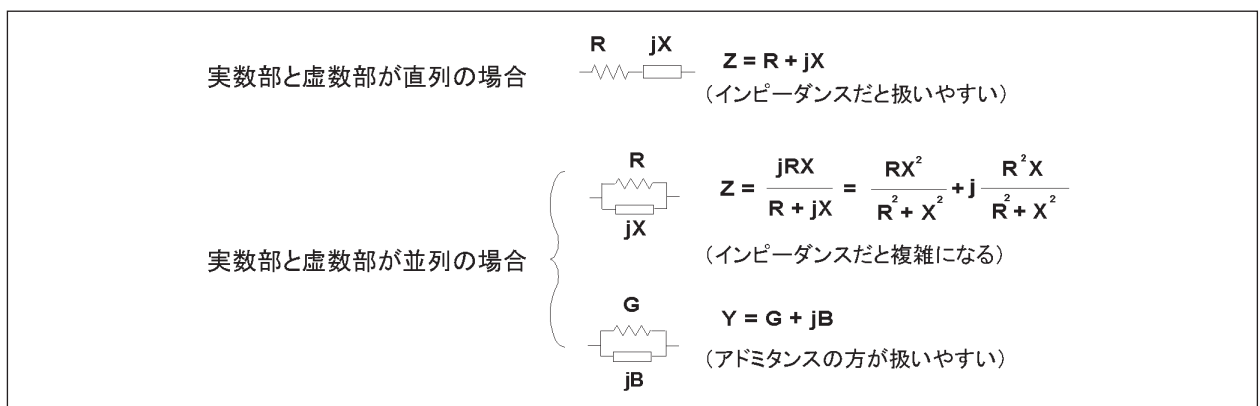 実数部と虚数部が直列の場合
R jX
Z = R + jX
（インピーダンスだと扱いやすい）
実数部と虚数部が並列の場合
R
jX
Z = jRX / (R + jX) = RX² / (R² + X²) + j R²X / (R² + X²)
（インピーダンスだと複雑になる）
G
jB
Y = G + jB
（アドミタンスの方が扱いやすい）